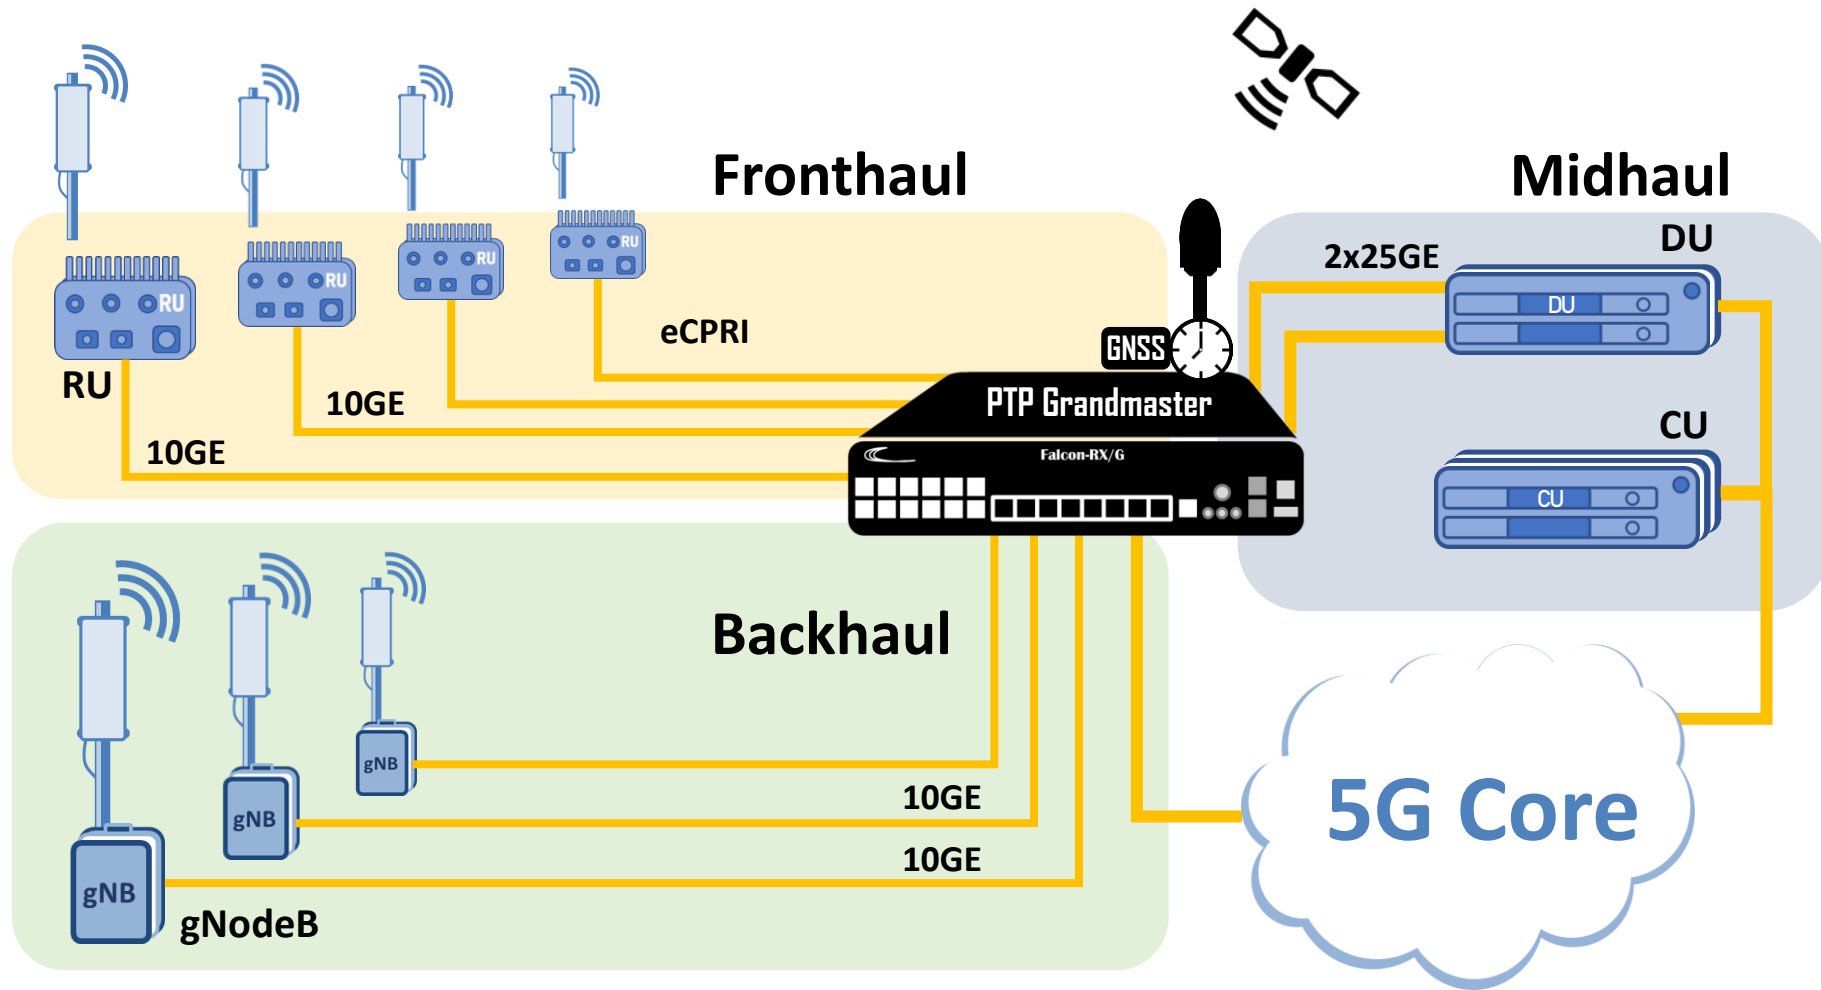 Fronthaul
Midhaul
RU
RU
RU
RU
RU
eCPRI
10GE
10GE
GNSS
PTP Grandmaster
Falcon-RX/G
2x25GE
DU
DU
CU
CU
Backhaul
gNB
gNB
gNB
gNodeB
10GE
10GE
5G Core